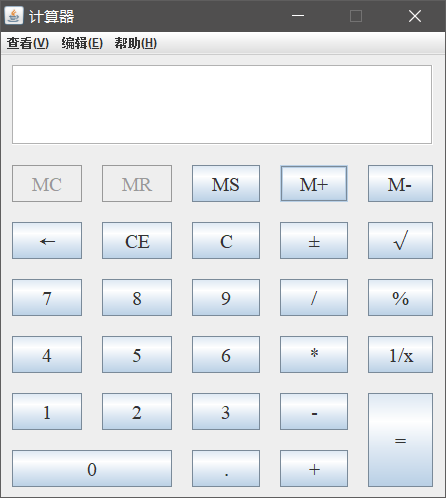 计算器
查看(V) 编辑(E) 帮助(H)
MC MR MS M+ M-
← CE C ± √
7 8 9 / %
4 5 6 * 1/x
1 2 3 - =
0 . +